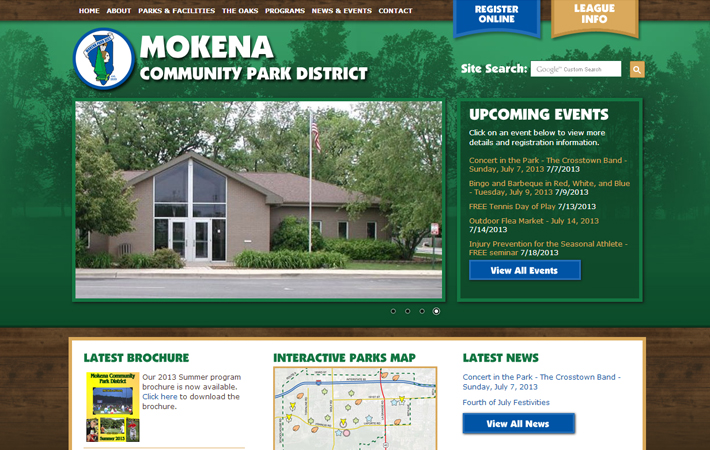 HOME ABOUT PARKS & FACILITIES THE OAKS PROGRAMS NEWS & EVENTS CONTACT
REGISTER
ONLINE
LEAGUE
INFO
MOKENA
COMMUNITY PARK DISTRICT
Site Search: Google Custom Search
UPCOMING EVENTS
Click on an event below to view more
details and registration information.
Concert in the Park - The Crosstown Band -
Sunday, July 7, 2013 7/7/2013
Bingo and Barbeque in Red, White, and Blue
- Tuesday, July 9, 2013 7/9/2013
FREE Tennis Day of Play 7/13/2013
Outdoor Flea Market - July 14, 2013
7/14/2013
Injury Prevention for the Seasonal Athlete -
FREE seminar 7/18/2013
View All Events
LATEST BROCHURE
Mokena Community
Park District
Summer 2013
Our 2013 Summer program
brochure is now available.
Click here to download the
brochure.
INTERACTIVE PARKS MAP
LATEST NEWS
Concert in the Park - The Crosstown Band -
Sunday, July 7, 2013
Fourth of July Festivities
View All News